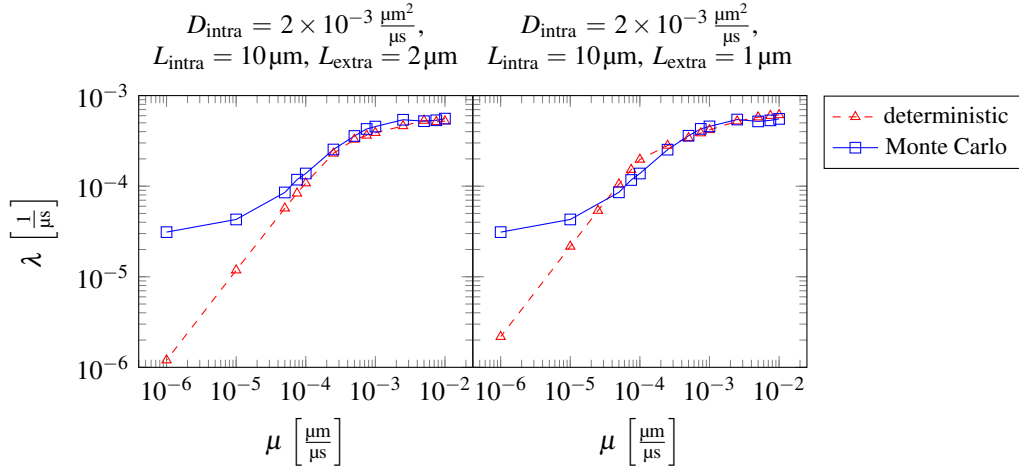 D_intra = 2 × 10⁻³ μm²/μs, D_intra = 2 × 10⁻³ μm²/μs,
L_intra = 10 μm, L_extra = 2 μm L_intra = 10 μm, L_extra = 1 μm
10⁻³
10⁻⁴
10⁻⁵
10⁻⁶
λ [1/μs]
deterministic
Monte Carlo
10⁻⁶ 10⁻⁵ 10⁻⁴ 10⁻³ 10⁻² 10⁻⁶ 10⁻⁵ 10⁻⁴ 10⁻³ 10⁻²
μ [μm/μs] μ [μm/μs]